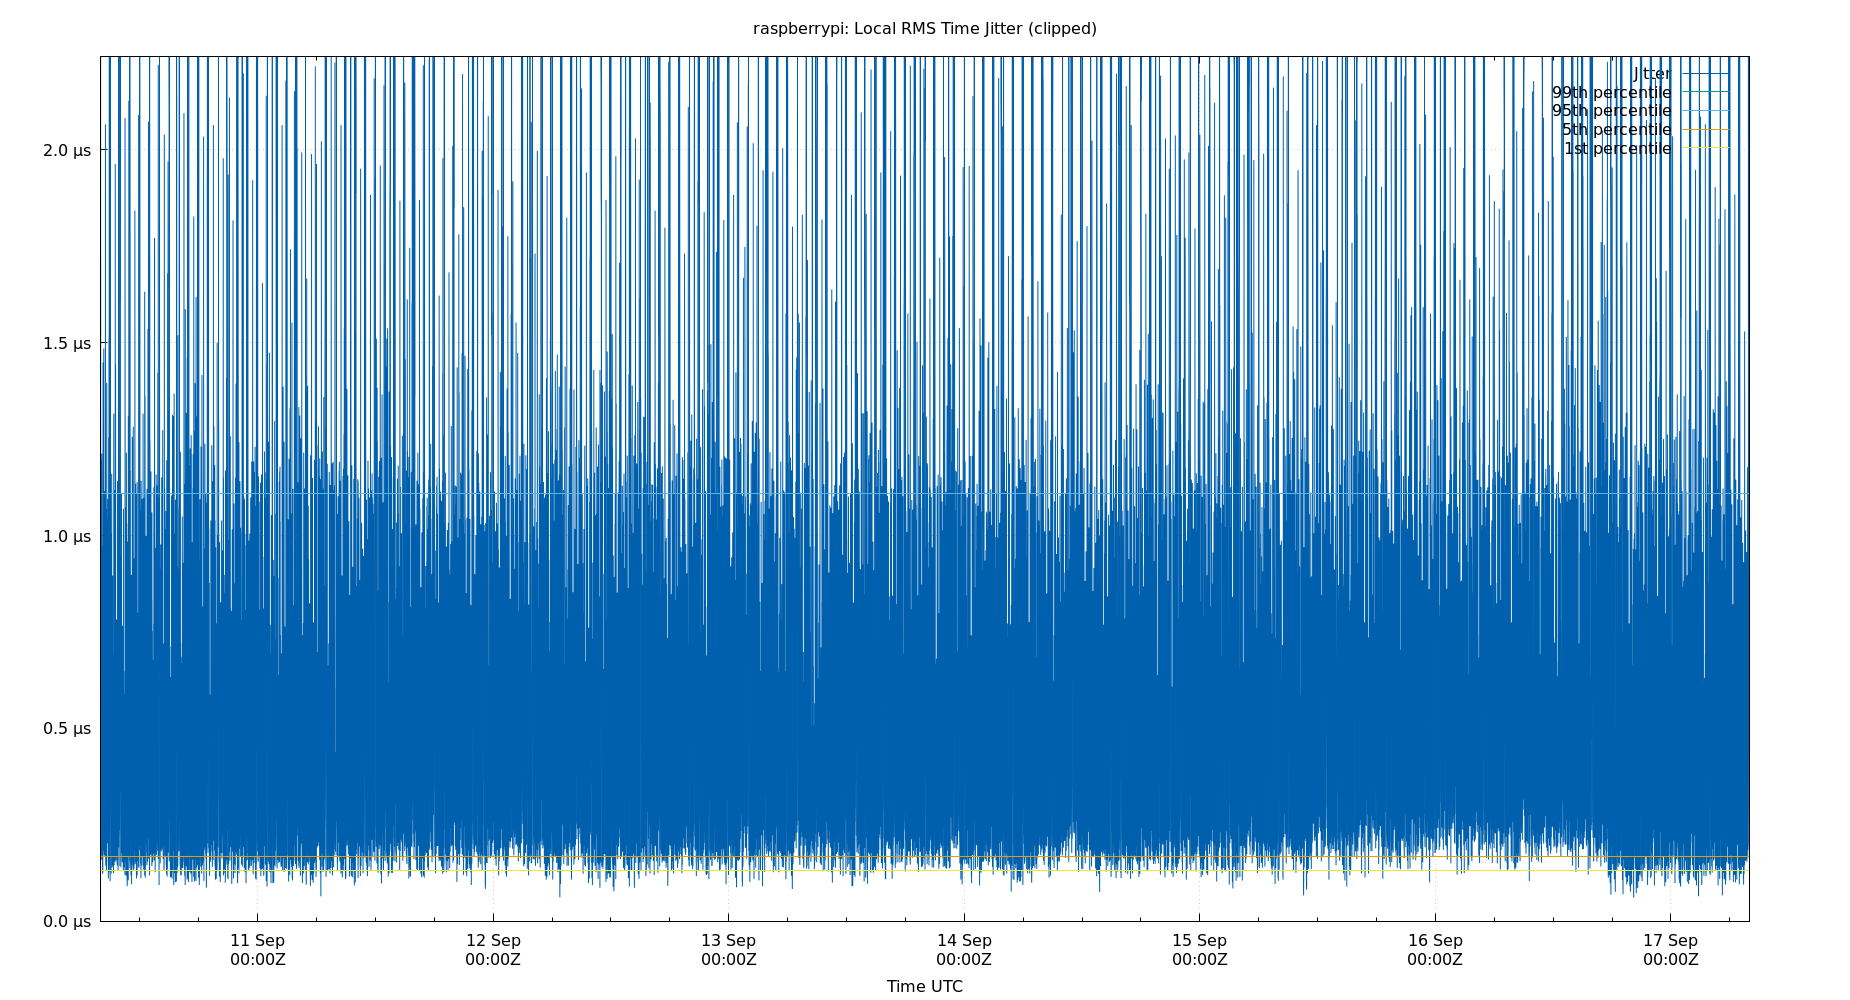 raspberrypi: Local RMS Time Jitter (clipped)
Jitter
99th percentile
95th percentile
5th percentile
1st percentile
2.0 µs
1.5 µs
1.0 µs
0.5 µs
0.0 µs
11 Sep 12 Sep 13 Sep 14 Sep 15 Sep 16 Sep 17 Sep
00:00Z 00:00Z 00:00Z 00:00Z 00:00Z 00:00Z 00:00Z
Time UTC